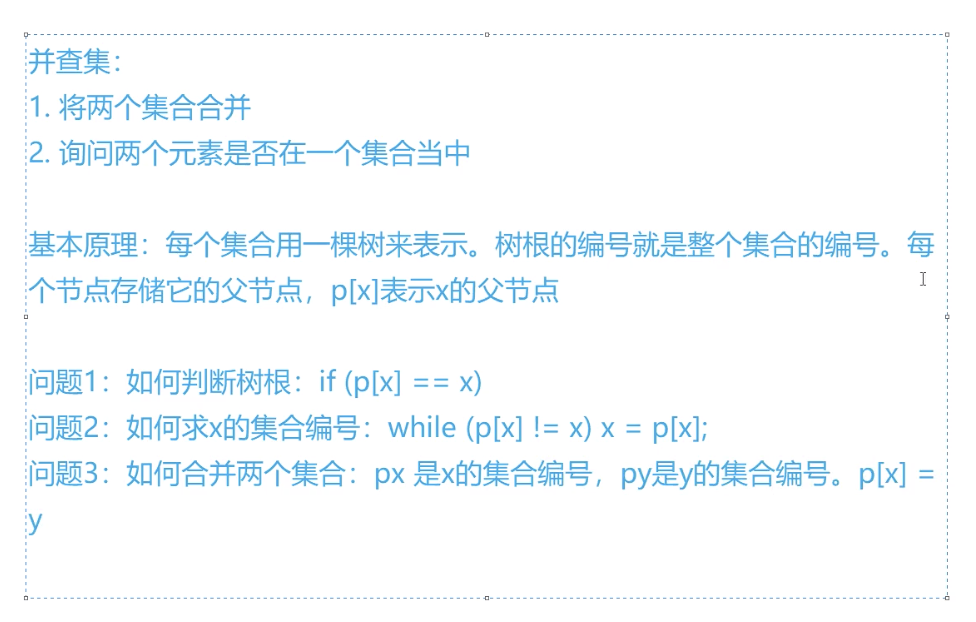 并查集：
1. 将两个集合合并
2. 询问两个元素是否在一个集合当中
基本原理：每个集合用一棵树来表示。树根的编号就是整个集合的编号。每
个节点存储它的父节点，p[x]表示x的父节点
问题1：如何判断树根：if (p[x] == x)
问题2：如何求x的集合编号：while (p[x] != x) x = p[x];
问题3：如何合并两个集合：px 是x的集合编号，py是y的集合编号。p[x] =
y